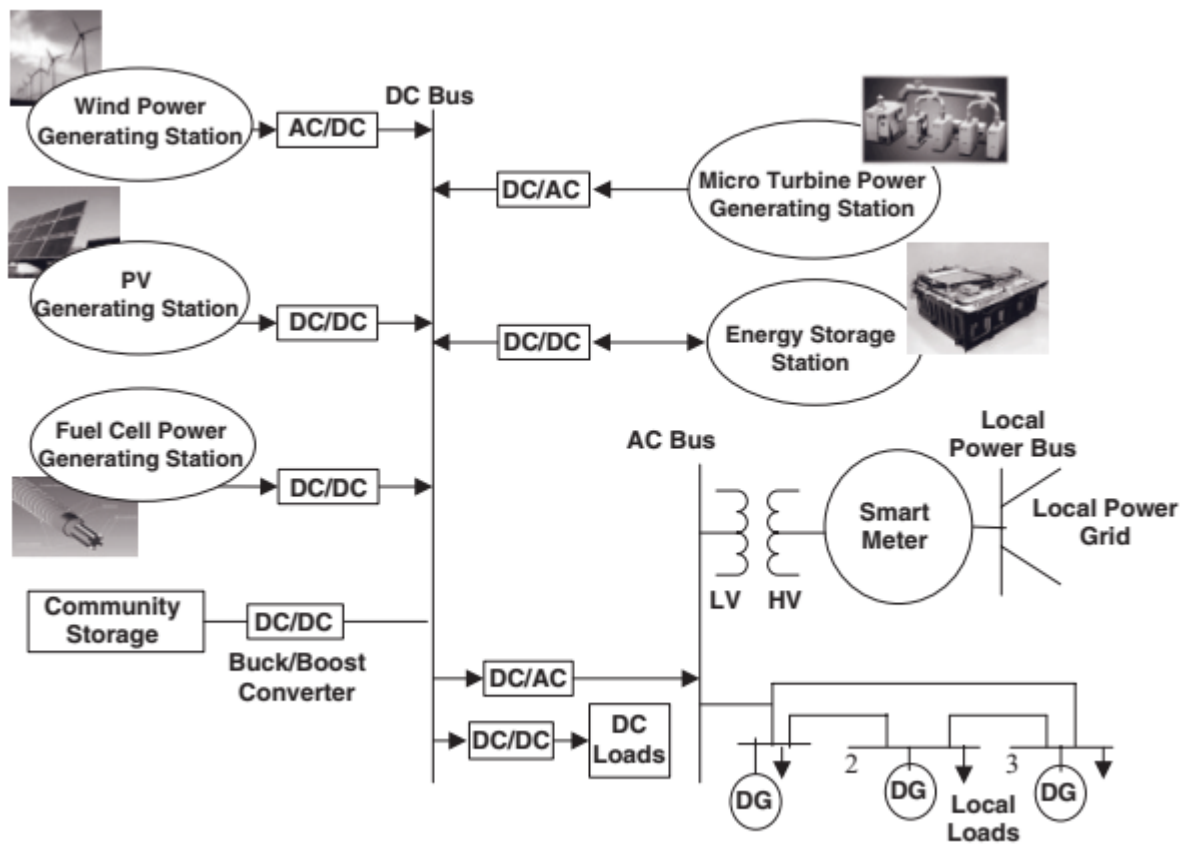 Wind Power
Generating Station
AC/DC
DC Bus
DC/AC
Micro Turbine Power
Generating Station
PV
Generating Station
DC/DC
DC/DC
Energy Storage
Station
Fuel Cell Power
Generating Station
DC/DC
AC Bus
Local
Power Bus
Smart
Meter
Local Power
Grid
LV
HV
Community
Storage
DC/DC
Buck/Boost
Converter
DC/AC
DC/DC
DC
Loads
2
3
DG
DG
DG
Local
Loads